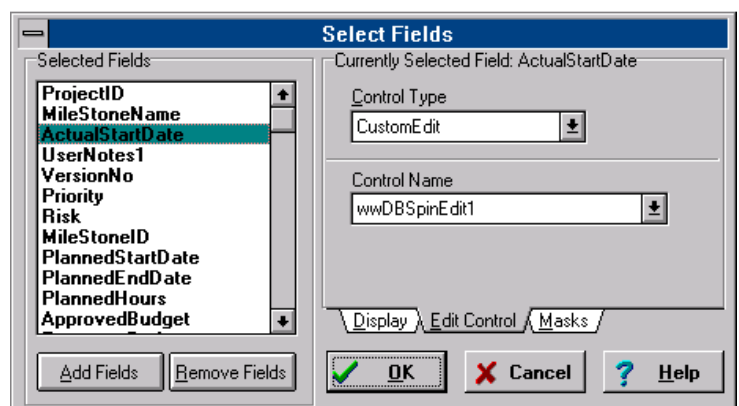 Select Fields
Selected Fields
ProjectID
MileStoneName
ActualStartDate
UserNotes1
VersionNo
Priority
Risk
MileStoneID
PlannedStartDate
PlannedEndDate
PlannedHours
ApprovedBudget
Add Fields
Remove Fields
Currently Selected Field: ActualStartDate
Control Type
CustomEdit
Control Name
wwDBSpinEdit1
Display
Edit Control
Masks
OK
Cancel
Help